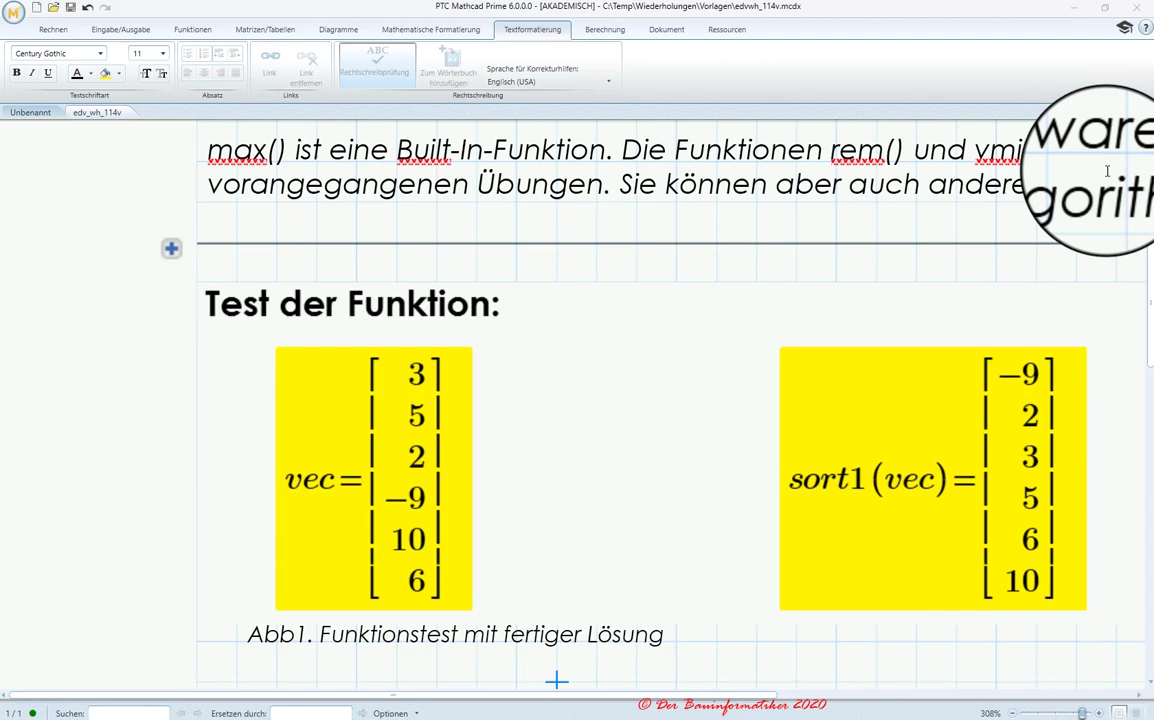 PTC Mathcad Prime 6.0.0.0 - [AKADEMISCH] - C:\Temp\Wiederholungen\Vorlagen\edvwh_114v.mcdx
M
Rechnen Eingabe/Ausgabe Funktionen Matrizen/Tabellen Diagramme Mathematische Formatierung Textformatierung Berechnung Dokument Ressourcen
Century Gothic 11
ABC
Rechtschreibprüfung
Link
Link entfernen
Zum Wörterbuch hinzufügen
Sprache für Korrekturhilfen:
Englisch (USA)
B I U A
Textschriftart Absatz Links Rechtschreibung
Unbenannt edv_wh_114v
max() ist eine Built-In-Funktion. Die Funktionen rem() und vmi
vorangegangenen Übungen. Sie können aber auch andere
ware
gorith
Test der Funktion:
vec = [3 5 2 −9 10 6]
sort1(vec) = [−9 2 3 5 6 10]
Abb1. Funktionstest mit fertiger Lösung
1 / 1 Suchen: Ersetzen durch: Optionen 308%
© Der Bauinformatiker 2020